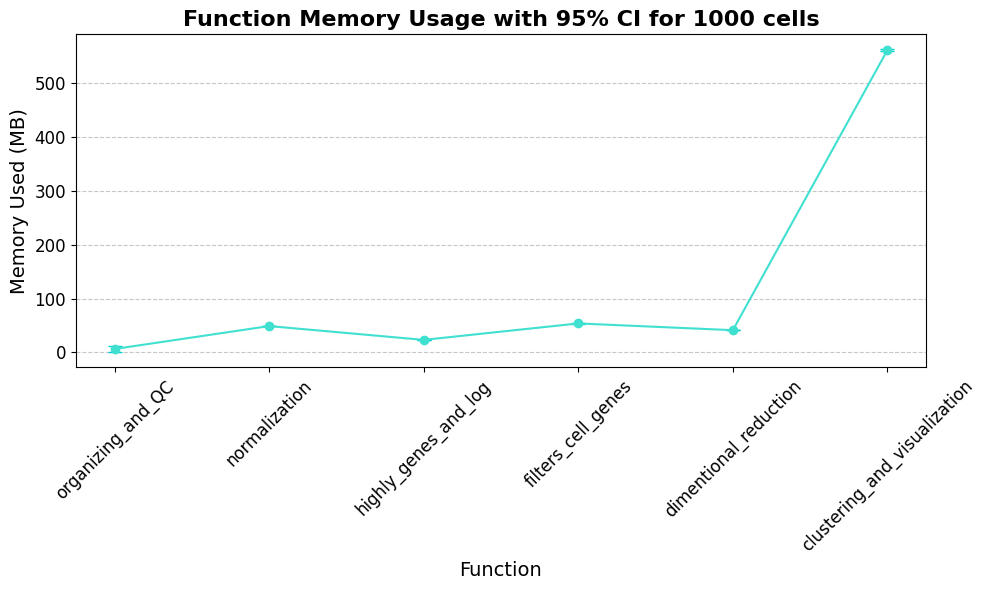 Function Memory Usage with 95% CI for 1000 cells
Memory Used (MB)
500
400
300
200
100
0
organizing_and_QC
normalization
highly_genes_and_log
filters_cell_genes
dimentional_reduction
clustering_and_visualization
Function